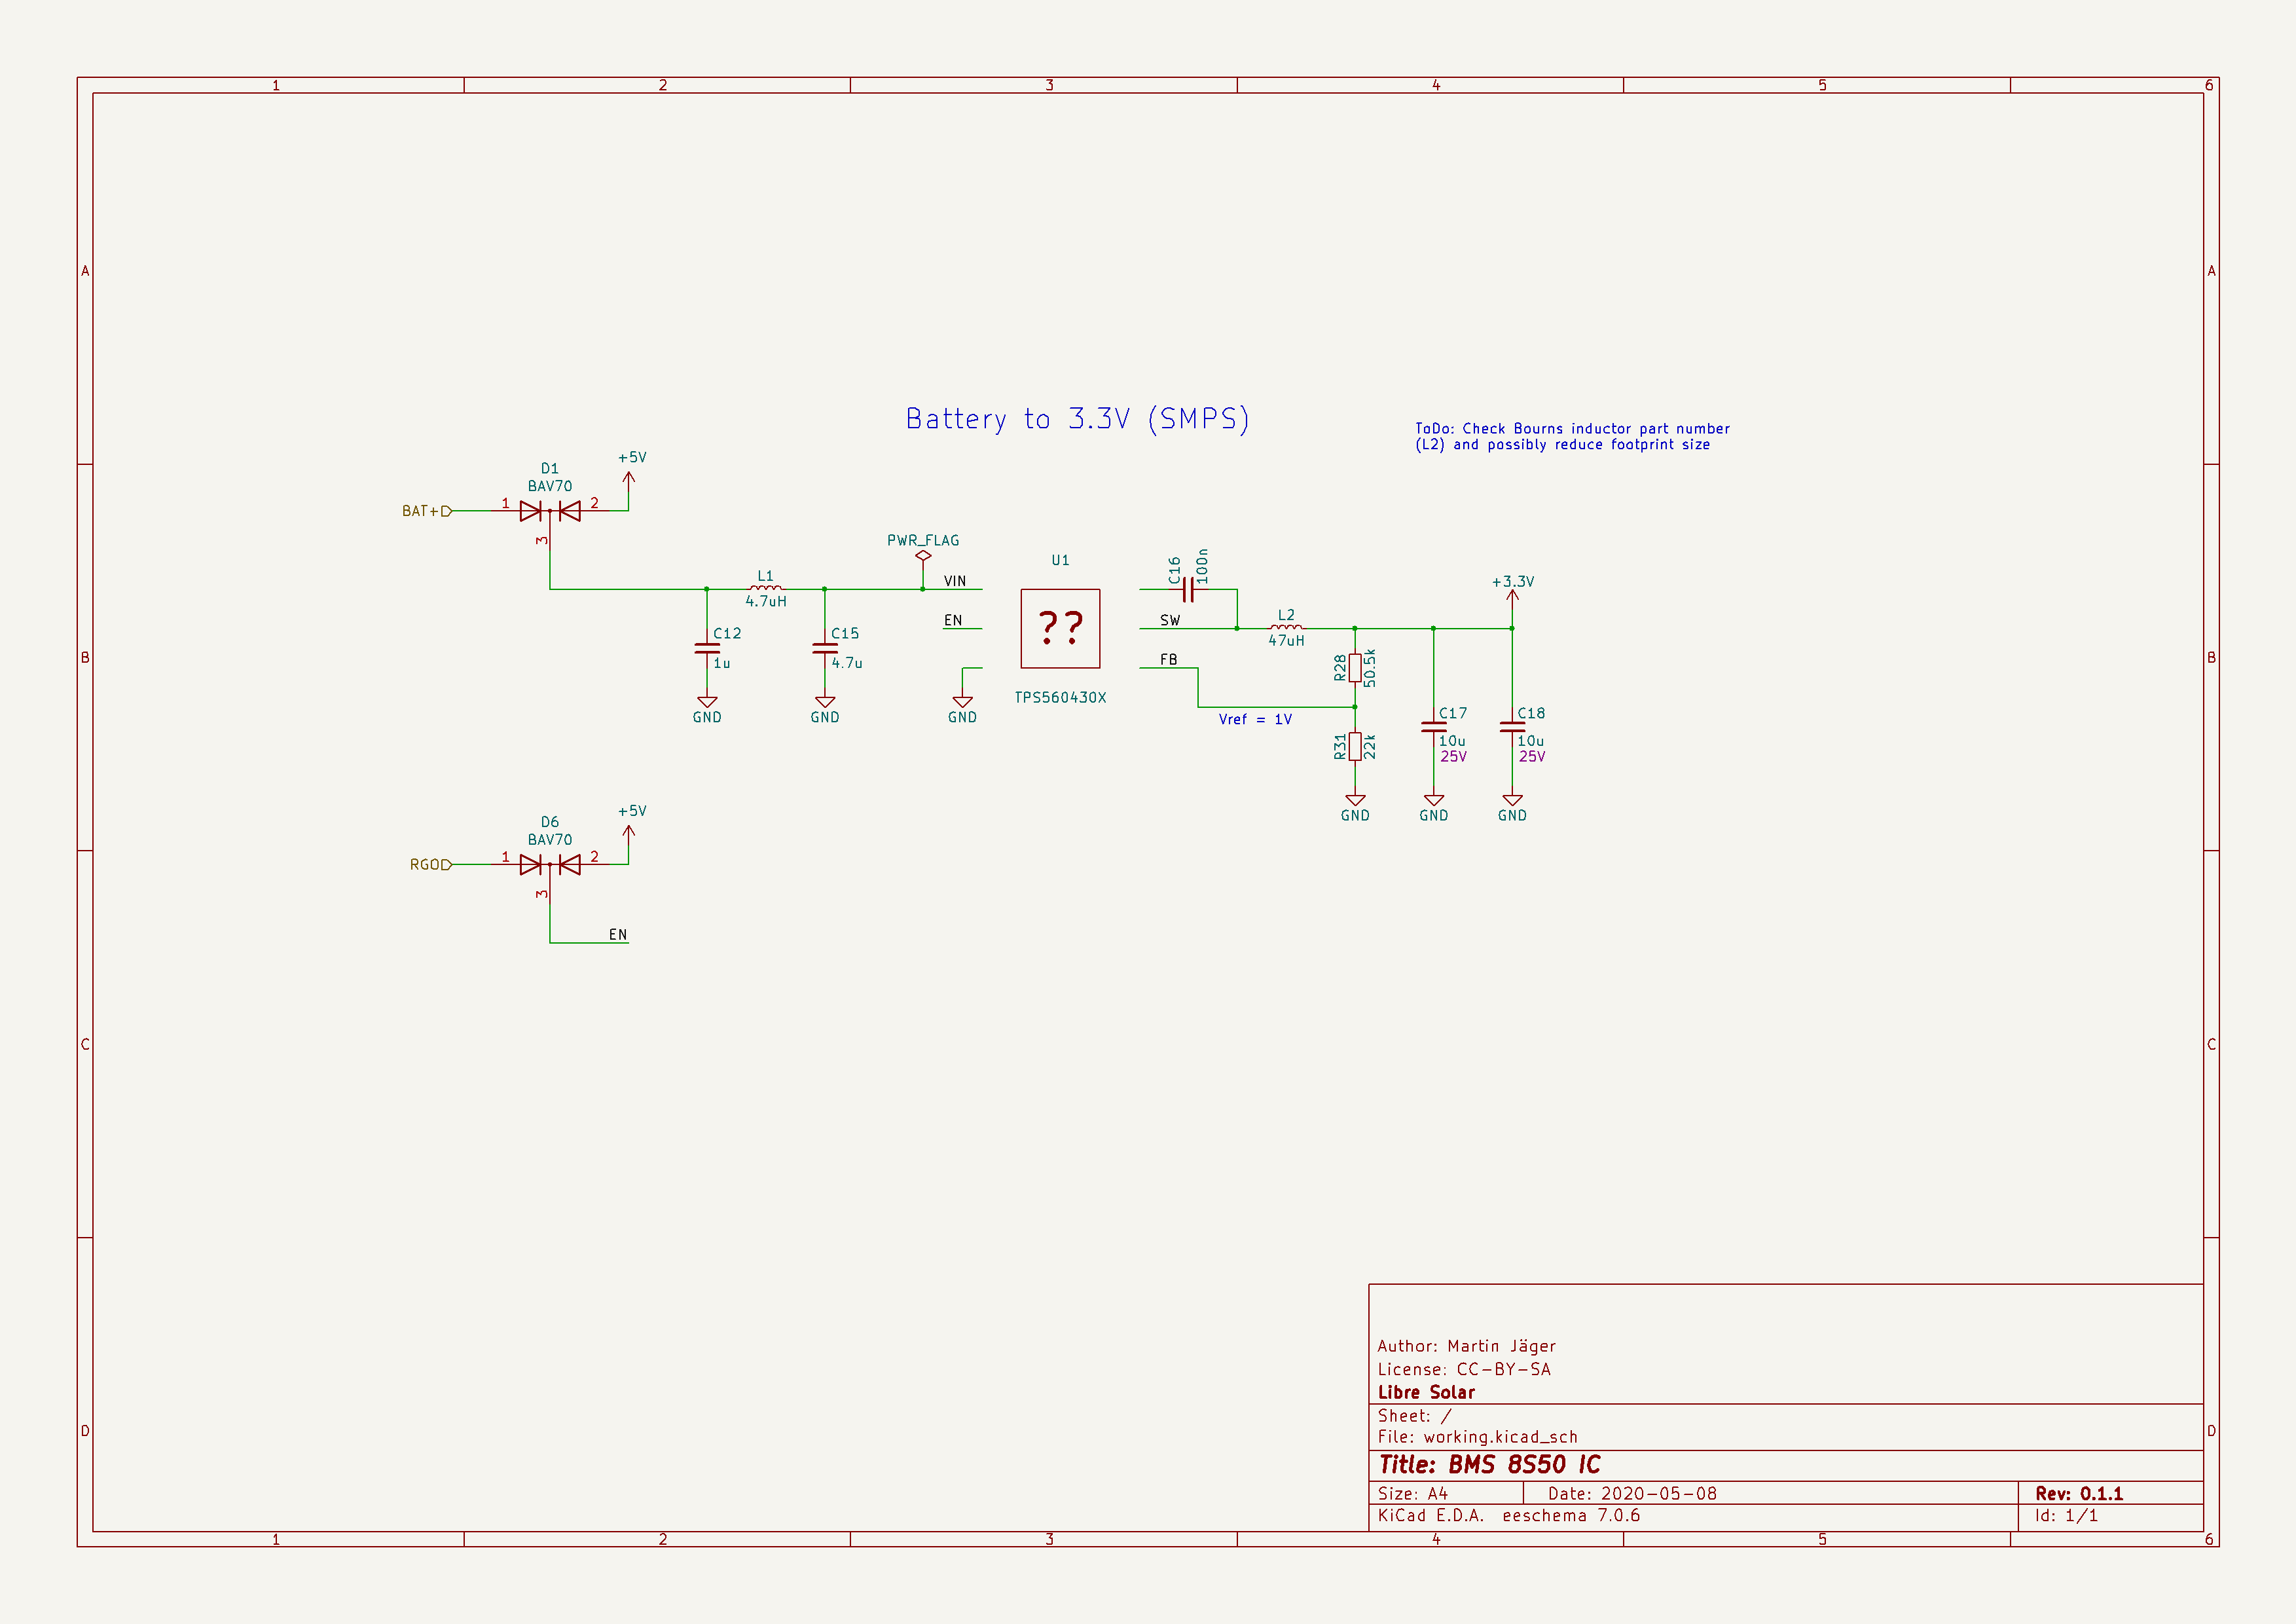 1 2 3 4 5 6
A A
Battery to 3.3V (SMPS)
ToDo: Check Bourns inductor part number
(L2) and possibly reduce footprint size
+5V
D1
BAV70
BAT+
1 2
3
PWR_FLAG
U1
L1
4.7uH
VIN
EN
C12
1u
C15
4.7u
GND
GND
GND
??
TPS560430X
C16
100n
SW
FB
L2
47uH
+3.3V
R28
50.5k
Vref = 1V
R31
22k
C17
10u
25V
C18
10u
25V
GND
GND
GND
B B
+5V
D6
BAV70
RGO
1 2
3
EN
C C
D D
Author: Martin Jäger
License: CC-BY-SA
Libre Solar
Sheet: /
File: working.kicad_sch
Title: BMS 8S50 IC
Size: A4 Date: 2020-05-08 Rev: 0.1.1
KiCad E.D.A. eeschema 7.0.6 Id: 1/1
1 2 3 4 5 6